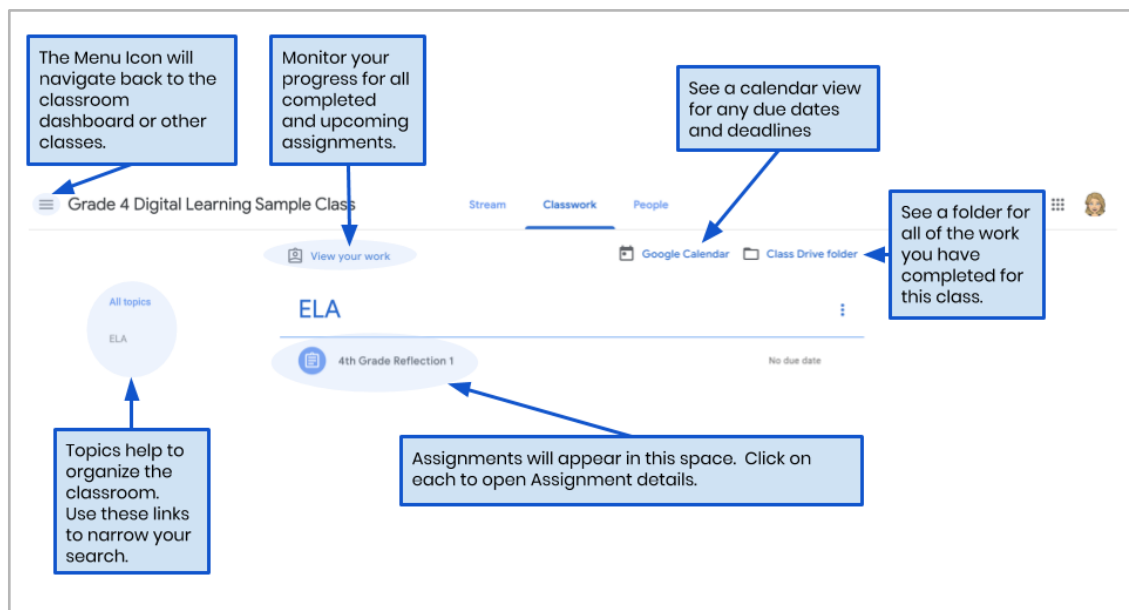 The Menu Icon will
navigate back to the
classroom
dashboard or other
classes.
Monitor your
progress for all
completed
and upcoming
assignments.
See a calendar view
for any due dates
and deadlines
Grade 4 Digital Learning Sample Class
Stream
Classwork
People
See a folder for
all of the work
you have
completed for
this class.
View your work
Google Calendar
Class Drive folder
All topics
ELA
ELA
4th Grade Reflection 1
No due date
Topics help to
organize the
classroom.
Use these links
to narrow your
search.
Assignments will appear in this space.  Click on
each to open Assignment details.